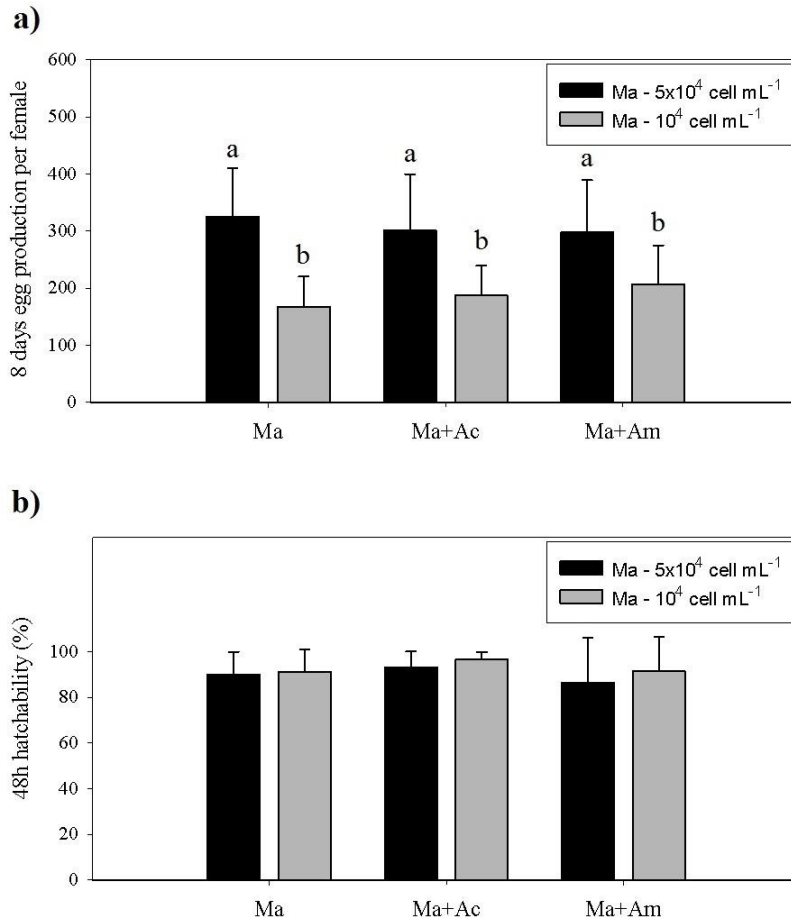 a)
600
500
400
300
200
100
0
8 days egg production per female
Ma - 5x10⁴ cell mL⁻¹
Ma - 10⁴ cell mL⁻¹
a
b
a
b
a
b
Ma
Ma+Ac
Ma+Am
b)
100
80
60
40
20
0
48h hatchability (%)
Ma - 5x10⁴ cell mL⁻¹
Ma - 10⁴ cell mL⁻¹
Ma
Ma+Ac
Ma+Am